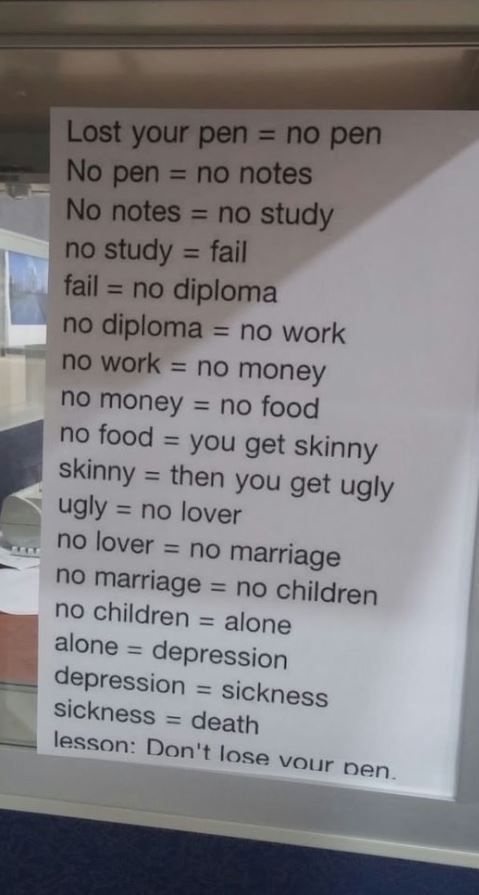 Lost your pen = no pen
No pen = no notes
No notes = no study
no study = fail
fail = no diploma
no diploma = no work
no work = no money
no money = no food
no food = you get skinny
skinny = then you get ugly
ugly = no lover
no lover = no marriage
no marriage = no children
no children = alone
alone = depression
depression = sickness
sickness = death
lesson: Don't lose your pen.